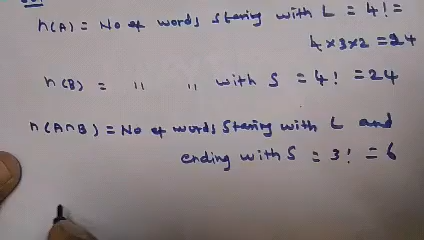 n(A) = No of words staring with L = 4! =
4 × 3 × 2 = 24
n(B) = " " with S = 4! = 24
n(A∩B) = No of words staring with L and
ending with S = 3! = 6